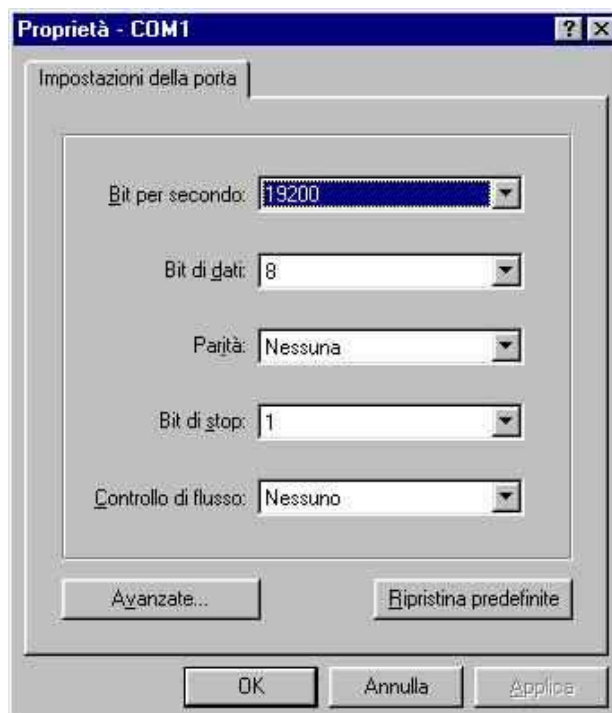 Proprietà - COM1
Impostazioni della porta
Bit per secondo: 19200
Bit di dati: 8
Parità: Nessuna
Bit di stop: 1
Controllo di flusso: Nessuno
Avanzate... Ripristina predefinite
OK Annulla Applica